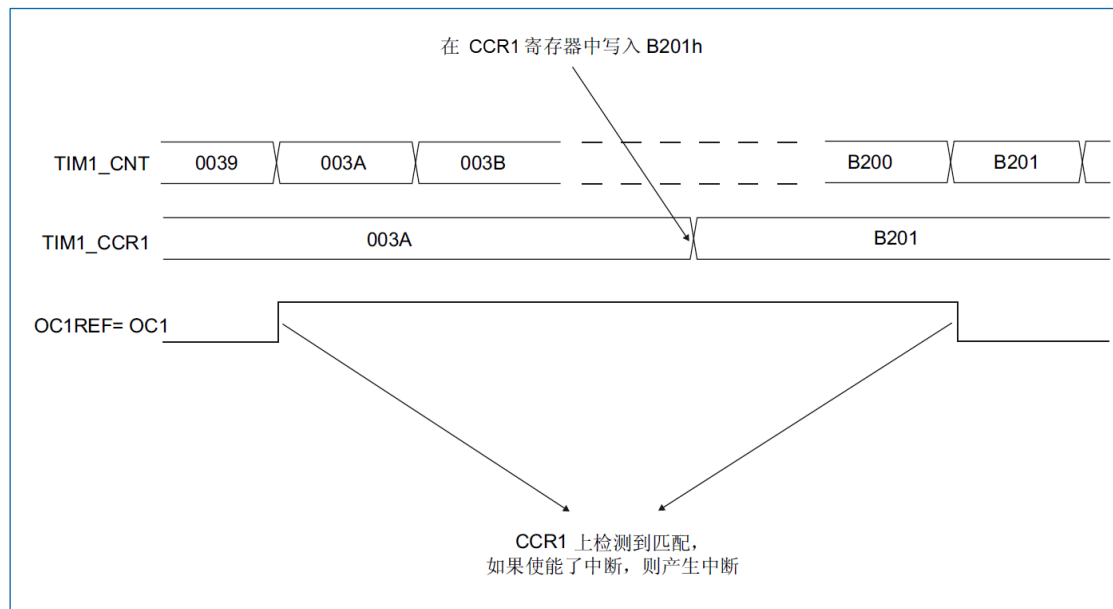 在 CCR1 寄存器中写入 B201h
TIM1_CNT 0039 003A 003B B200 B201
TIM1_CCR1 003A B201
OC1REF= OC1
CCR1 上检测到匹配，
如果使能了中断，则产生中断